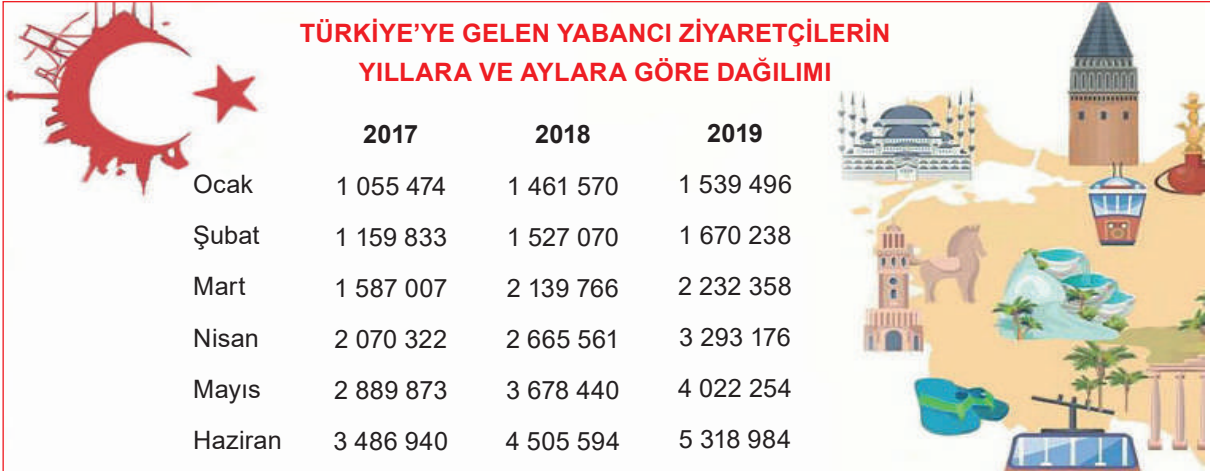 TÜRKİYE’YE GELEN YABANCI ZİYARETÇİLERİN
YILLARA VE AYLARA GÖRE DAĞILIMI
2017 2018 2019
Ocak 1 055 474 1 461 570 1 539 496
Şubat 1 159 833 1 527 070 1 670 238
Mart 1 587 007 2 139 766 2 232 358
Nisan 2 070 322 2 665 561 3 293 176
Mayıs 2 889 873 3 678 440 4 022 254
Haziran 3 486 940 4 505 594 5 318 984